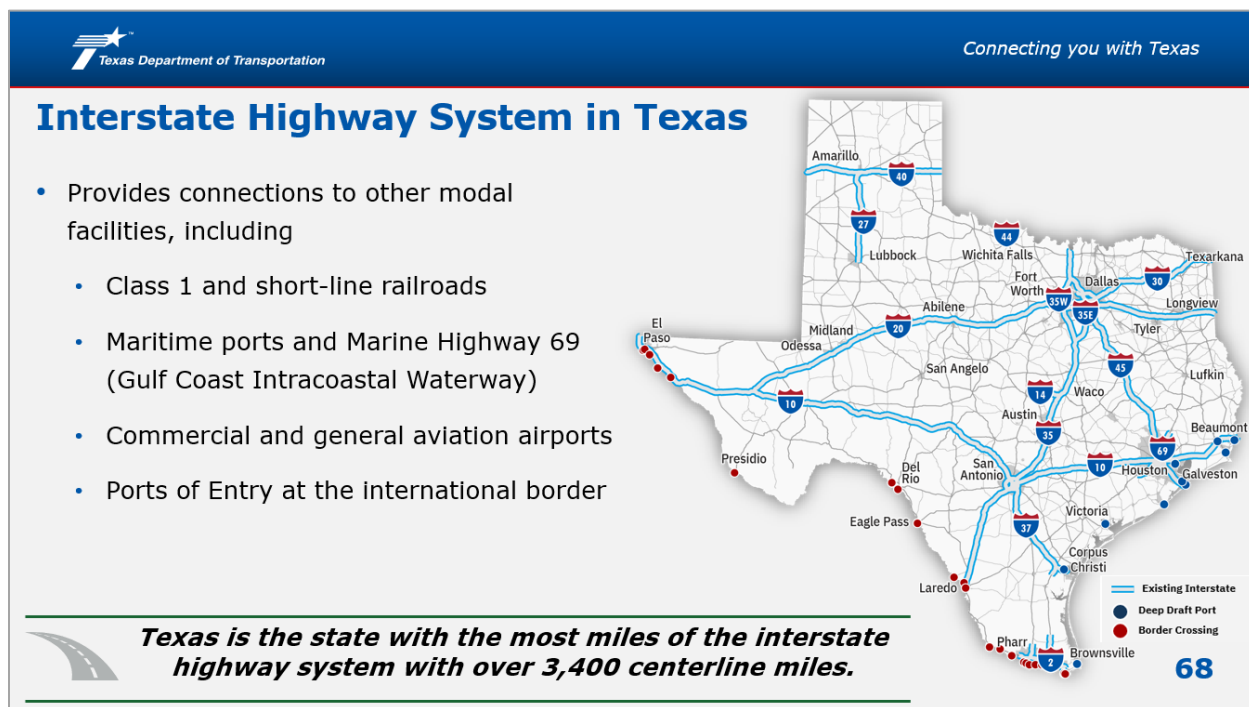 Texas Department of Transportation
Connecting you with Texas
Interstate Highway System in Texas
• Provides connections to other modal
facilities, including
• Class 1 and short-line railroads
• Maritime ports and Marine Highway 69
(Gulf Coast Intracoastal Waterway)
• Commercial and general aviation airports
• Ports of Entry at the international border
Texas is the state with the most miles of the interstate
highway system with over 3,400 centerline miles.
Amarillo
40
27
Lubbock
44
Wichita Falls
Texarkana
Fort
Worth
Dallas
30
35W
35E
Longview
Abilene
20
Tyler
Midland
Odessa
El
Paso
45
San Angelo
Lufkin
10
14
Waco
Austin
35
Beaumont
69
Presidio
Del
Rio
San
Antonio
10
Houston
Galveston
Eagle Pass
37
Victoria
Corpus
Christi
Laredo
Existing Interstate
Deep Draft Port
Border Crossing
Pharr
2
Brownsville
68